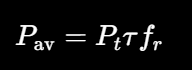 P_av = P_t τ f_r